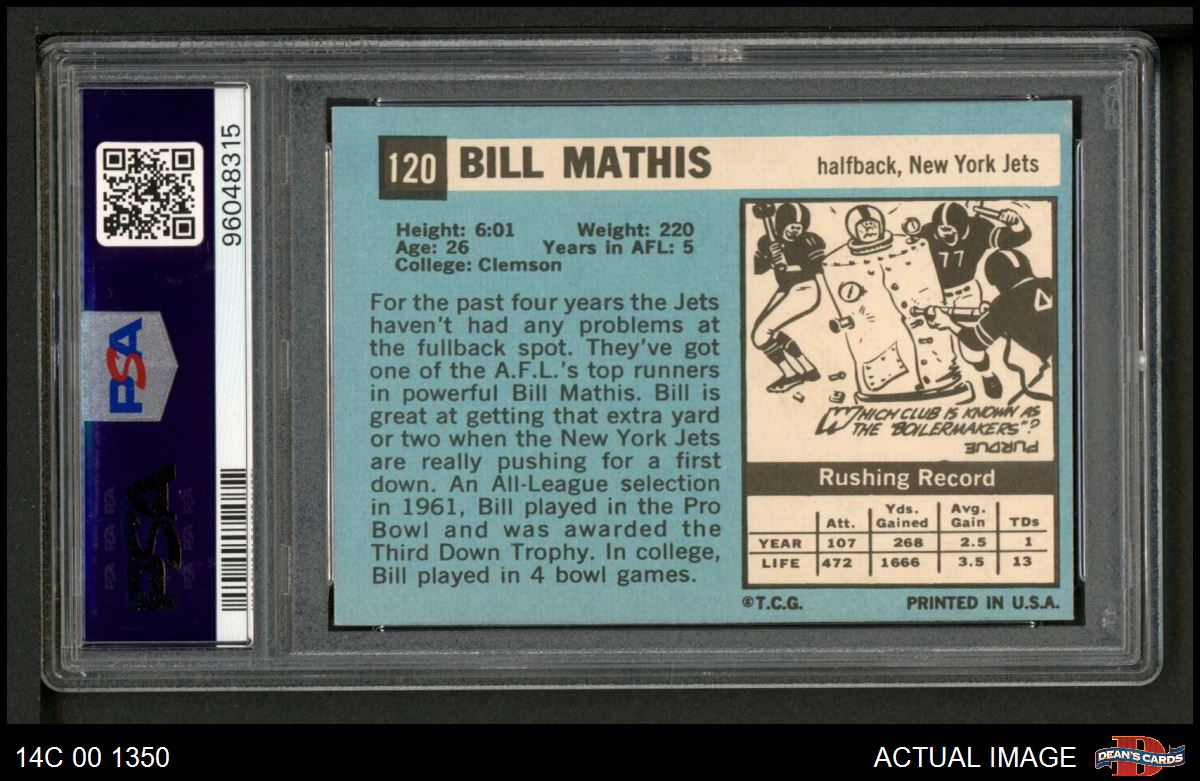 96048315
PSA
PSA
120 BILL MATHIS halfback, New York Jets
Height: 6:01 Weight: 220
Age: 26 Years in AFL: 5
College: Clemson
For the past four years the Jets
haven't had any problems at
the fullback spot. They've got
one of the A.F.L.'s top runners
in powerful Bill Mathis. Bill is
great at getting that extra yard
or two when the New York Jets
are really pushing for a first
down. An All-League selection
in 1961, Bill played in the Pro
Bowl and was awarded the
Third Down Trophy. In college,
Bill played in 4 bowl games.
77
4
WHICH CLUB IS KNOWN AS
THE "BOILERMAKERS"?
PURDUE
Rushing Record
Att. Yds. Gained Avg. Gain TDs
YEAR 107 268 2.5 1
LIFE 472 1666 3.5 13
©T.C.G. PRINTED IN U.S.A.
14C 00 1350
ACTUAL IMAGE
DEAN'S CARDS